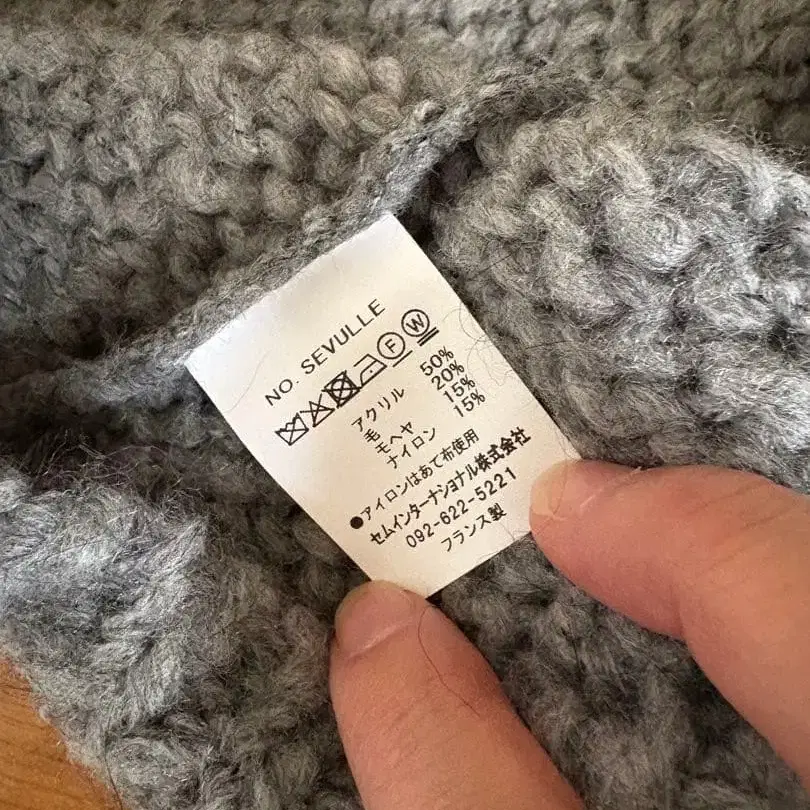 NO. SEVULLE
F W
アクリル 50%
毛 20%
モヘヤ 15%
ナイロン 15%
●アイロンはあて布使用
セムインターナショナル株式会社
092-622-5221
フランス製